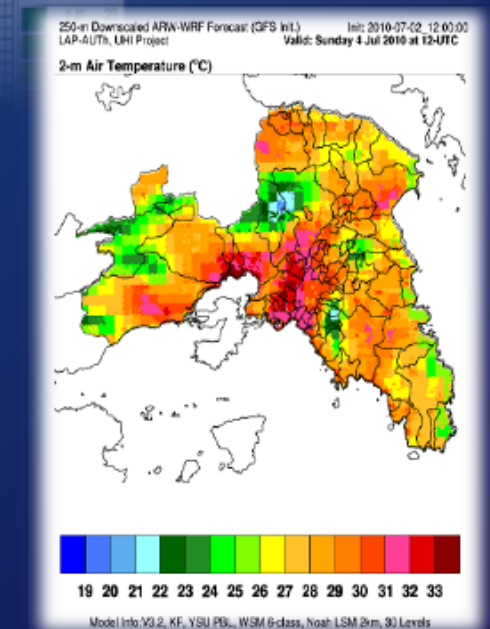 250-m Downscaled ARW-WRF Forecast (GFS Init.) Init: 2010-07-02_12:00:00
LAP-AUTh, UHI Project Valid: Sunday 4 Jul 2010 at 12-UTC
2-m Air Temperature (°C)
19 20 21 22 23 24 25 26 27 28 29 30 31 32 33
Model Info:V3.2, KF, YSU PBL, WSM 6-class, Noah LSM 2km, 30 Levels